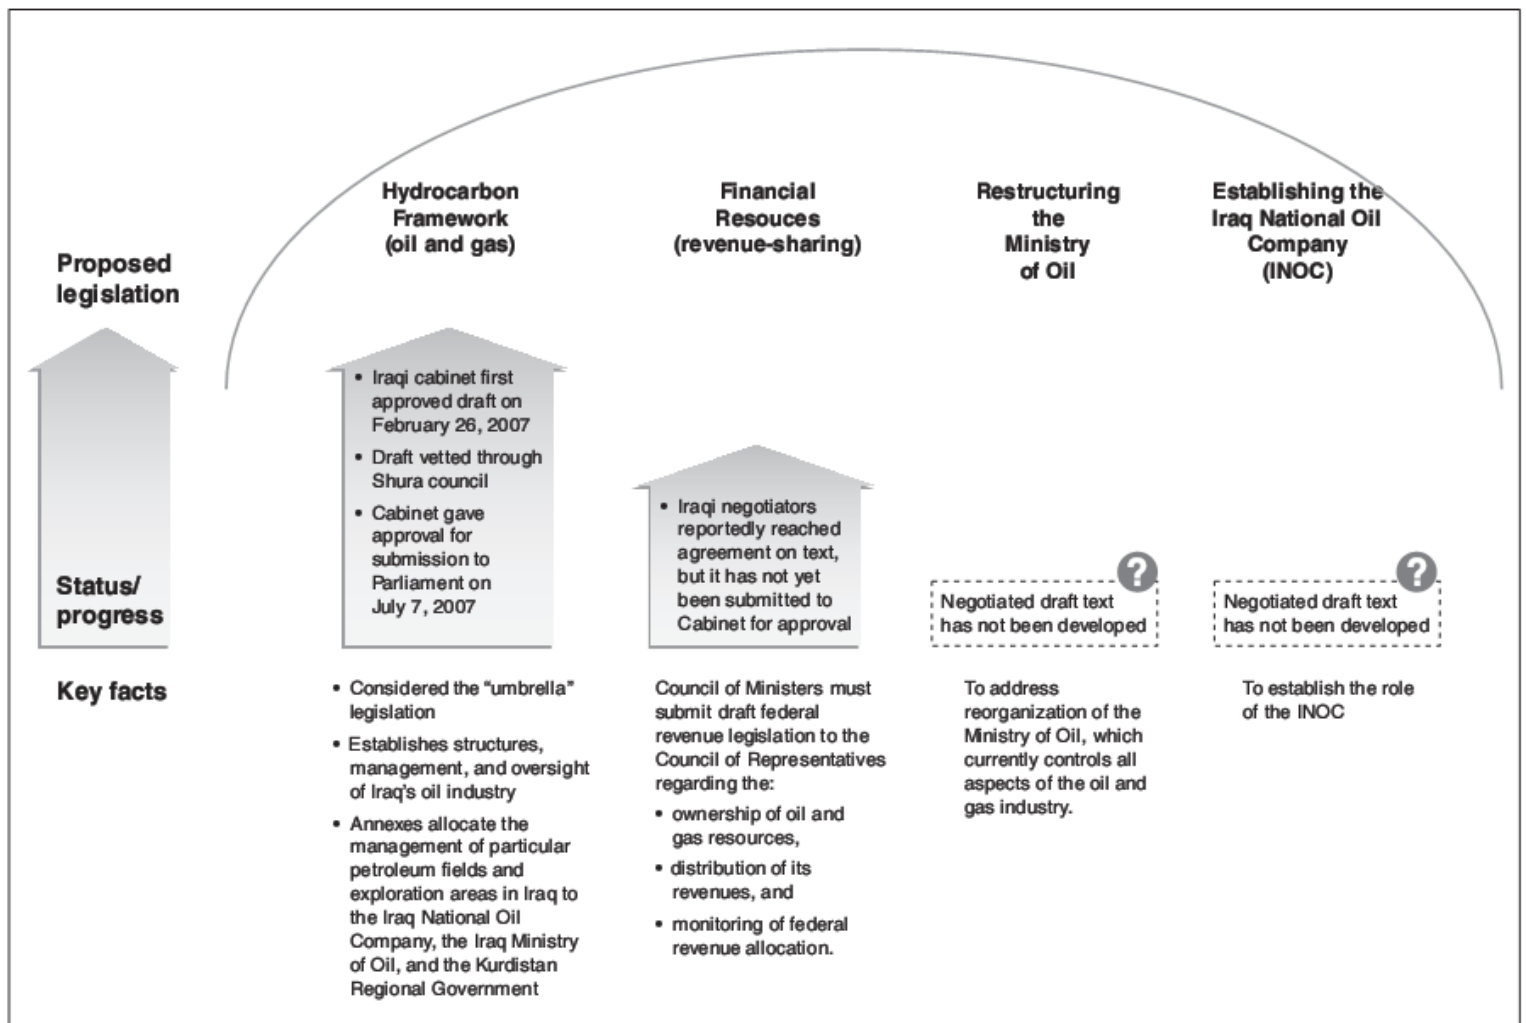 Proposed
legislation
Hydrocarbon
Framework
(oil and gas)
Financial
Resouces
(revenue-sharing)
Restructuring
the
Ministry
of Oil
Establishing the
Iraq National Oil
Company
(INOC)
Status/
progress
• Iraqi cabinet first
approved draft on
February 26, 2007
• Draft vetted through
Shura council
• Cabinet gave
approval for
submission to
Parliament on
July 7, 2007
• Iraqi negotiators
reportedly reached
agreement on text,
but it has not yet
been submitted to
Cabinet for approval
?
Negotiated draft text
has not been developed
?
Negotiated draft text
has not been developed
Key facts
• Considered the “umbrella”
legislation
• Establishes structures,
management, and oversight
of Iraq’s oil industry
• Annexes allocate the
management of particular
petroleum fields and
exploration areas in Iraq to
the Iraq National Oil
Company, the Iraq Ministry
of Oil, and the Kurdistan
Regional Government
Council of Ministers must
submit draft federal
revenue legislation to the
Council of Representatives
regarding the:
• ownership of oil and
gas resources,
• distribution of its
revenues, and
• monitoring of federal
revenue allocation.
To address
reorganization of the
Ministry of Oil, which
currently controls all
aspects of the oil and
gas industry.
To establish the role
of the INOC